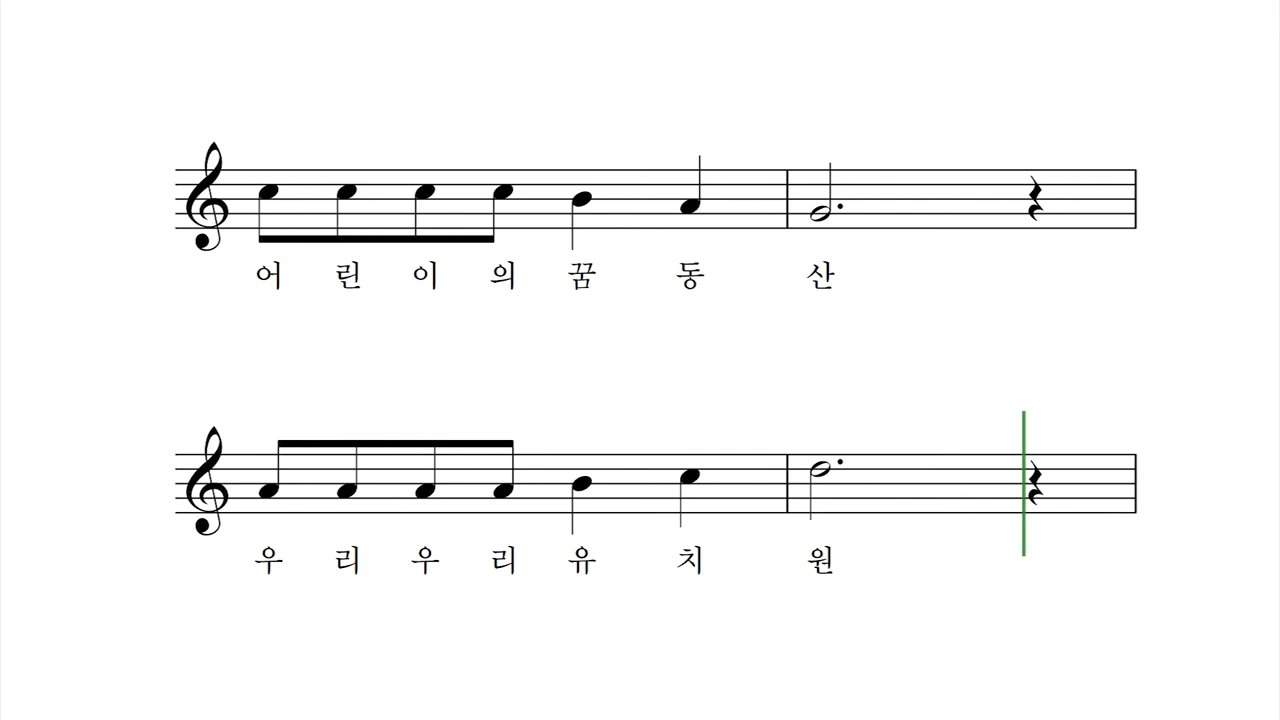 어 린 이 의 꿈 동 산
우 리 우 리 유 치 원